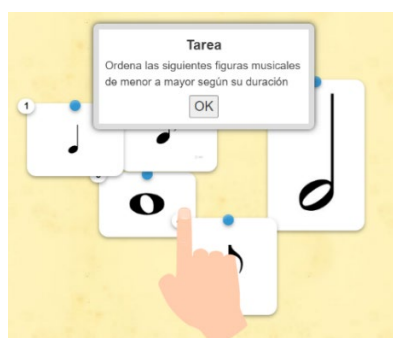 Tarea
Ordena las siguientes figuras musicales
de menor a mayor según su duración
OK
1